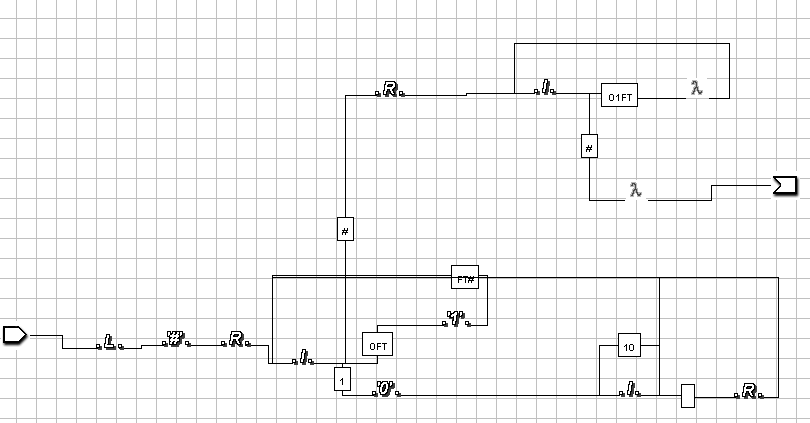 .R.
.l.
01FT
λ
#
λ
#
FT#
.'1'.
.L.
.'#'.
.R.
0FT
10
.l.
1
.'0'.
.l.
.R.